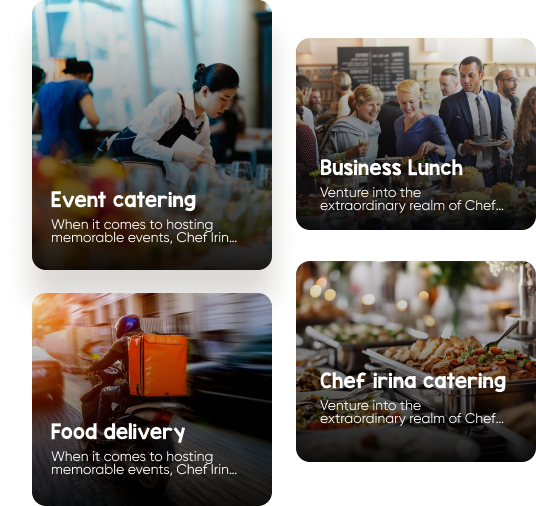 Event catering
When it comes to hosting
memorable events, Chef Irin...
Business Lunch
Venture into the
extraordinary realm of Chef...
Food delivery
When it comes to hosting
memorable events, Chef Irin...
Chef irina catering
Venture into the
extraordinary realm of Chef...